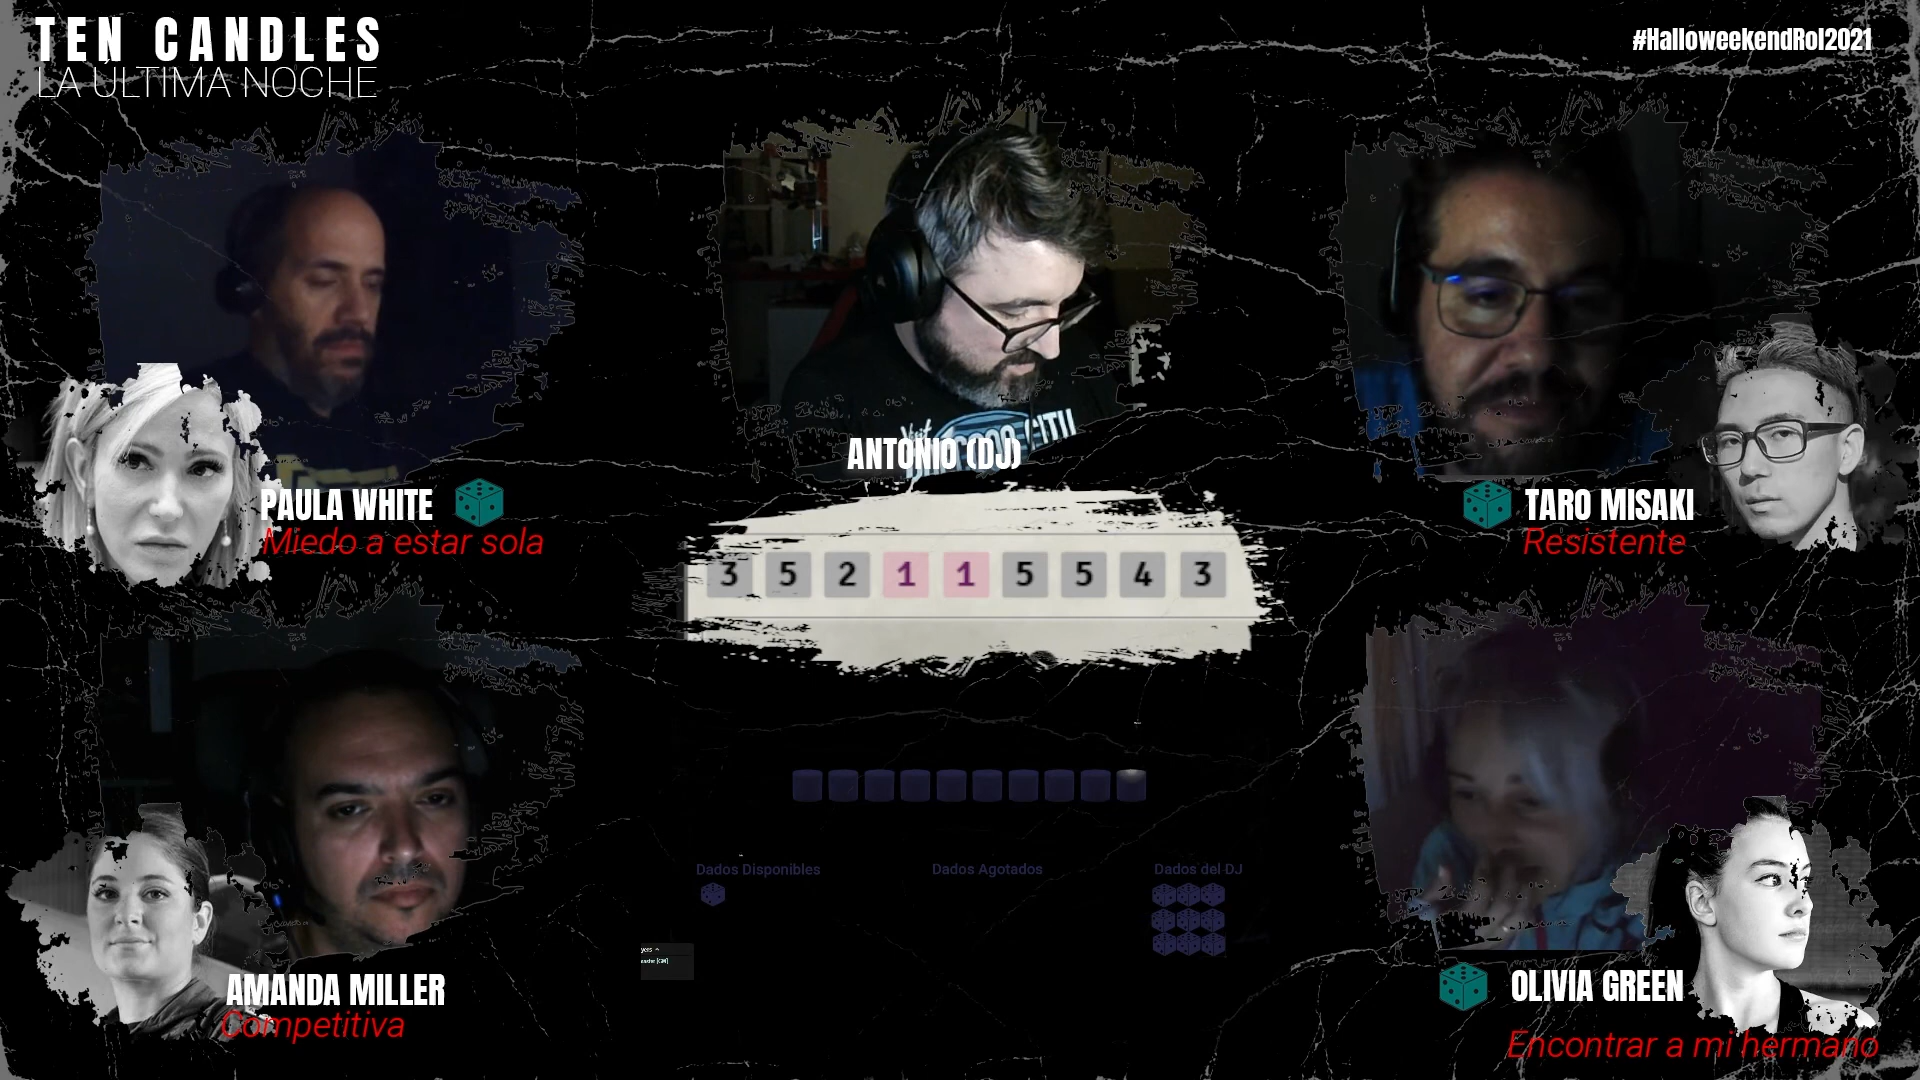 TEN CANDLES
LA ÚLTIMA NOCHE
#HalloweekendRol2021
ANTONIO (DJ)
PAULA WHITE
Miedo a estar sola
TARO MISAKI
Resistente
3 5 2 1 1 5 5 4 3
Dados Disponibles
Dados Agotados
Dados del DJ
AMANDA MILLER
Competitiva
OLIVIA GREEN
Encontrar a mi hermano